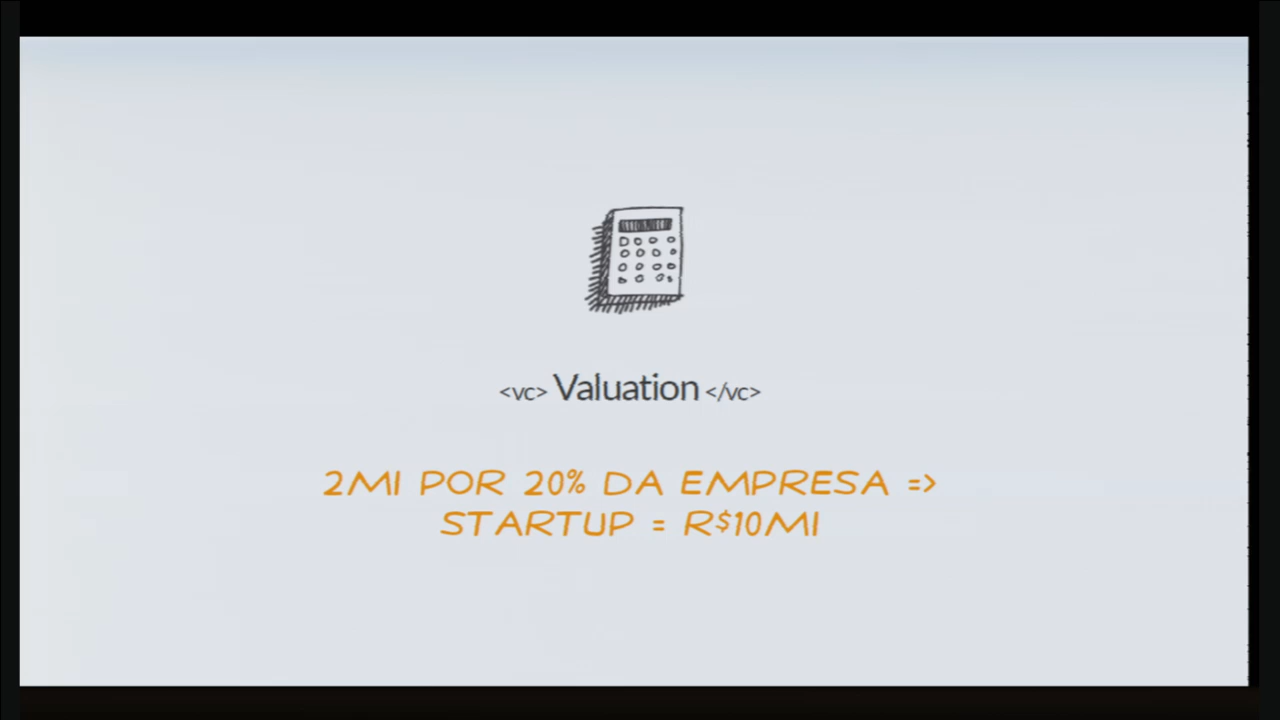 <vc> Valuation </vc>
2MI POR 20% DA EMPRESA =>
STARTUP = R$10MI